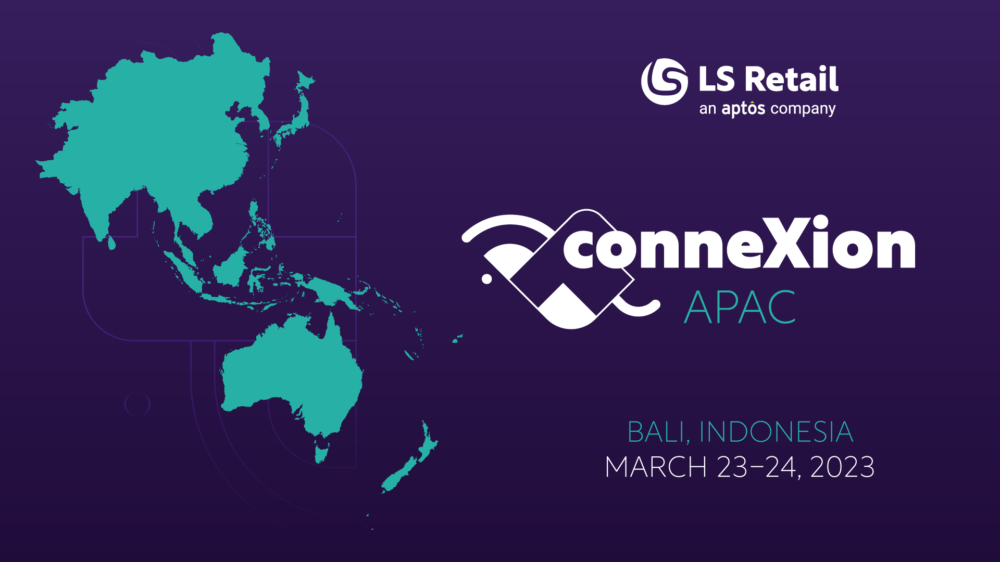 LS Retail
an aptos company
conneXion
APAC
BALI, INDONESIA
MARCH 23–24, 2023